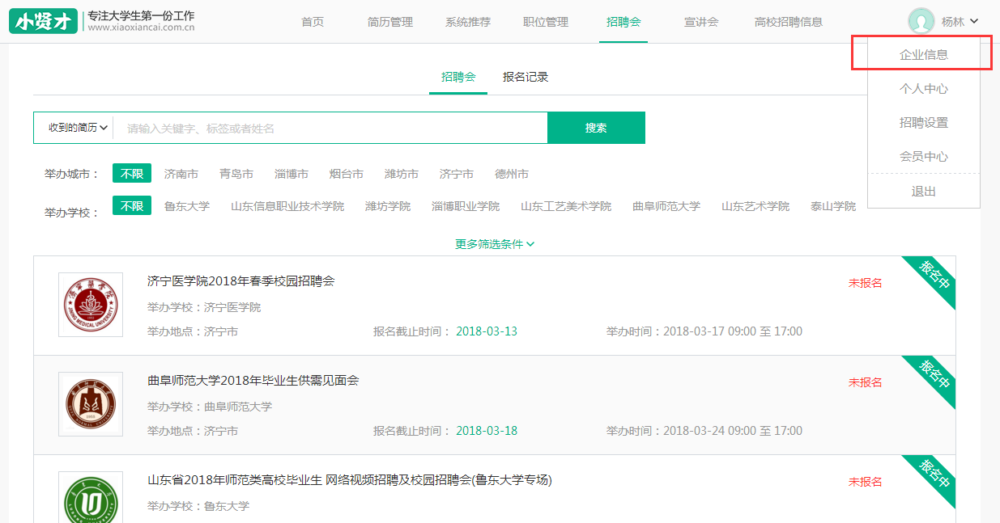 小贤才 专注大学生第一份工作
www.xiaoxiancai.com.cn
首页 简历管理 系统推荐 职位管理 招聘会 宣讲会 高校招聘信息 杨林
企业信息
个人中心
招聘设置
会员中心
退出
招聘会 报名记录
收到的简历 请输入关键字、标签或者姓名 搜索
举办城市： 不限 济南市 青岛市 淄博市 烟台市 潍坊市 济宁市 德州市
举办学校： 不限 鲁东大学 山东信息职业技术学院 潍坊学院 淄博职业学院 山东工艺美术学院 曲阜师范大学 山东艺术学院 泰山学院
更多筛选条件
济宁医学院2018年春季校园招聘会 未报名 报名中
举办学校：济宁医学院
举办地点：济宁市 报名截止时间： 2018-03-13 举办时间：2018-03-17 09:00 至 17:00
JINING MEDICAL UNIVERSITY
曲阜师范大学2018年毕业生供需见面会 未报名 报名中
举办学校：曲阜师范大学
举办地点：济宁市 报名截止时间： 2018-03-18 举办时间：2018-03-24 09:00 至 17:00
山东省2018年师范类高校毕业生 网络视频招聘及校园招聘会(鲁东大学专场) 未报名 报名中
举办学校：鲁东大学